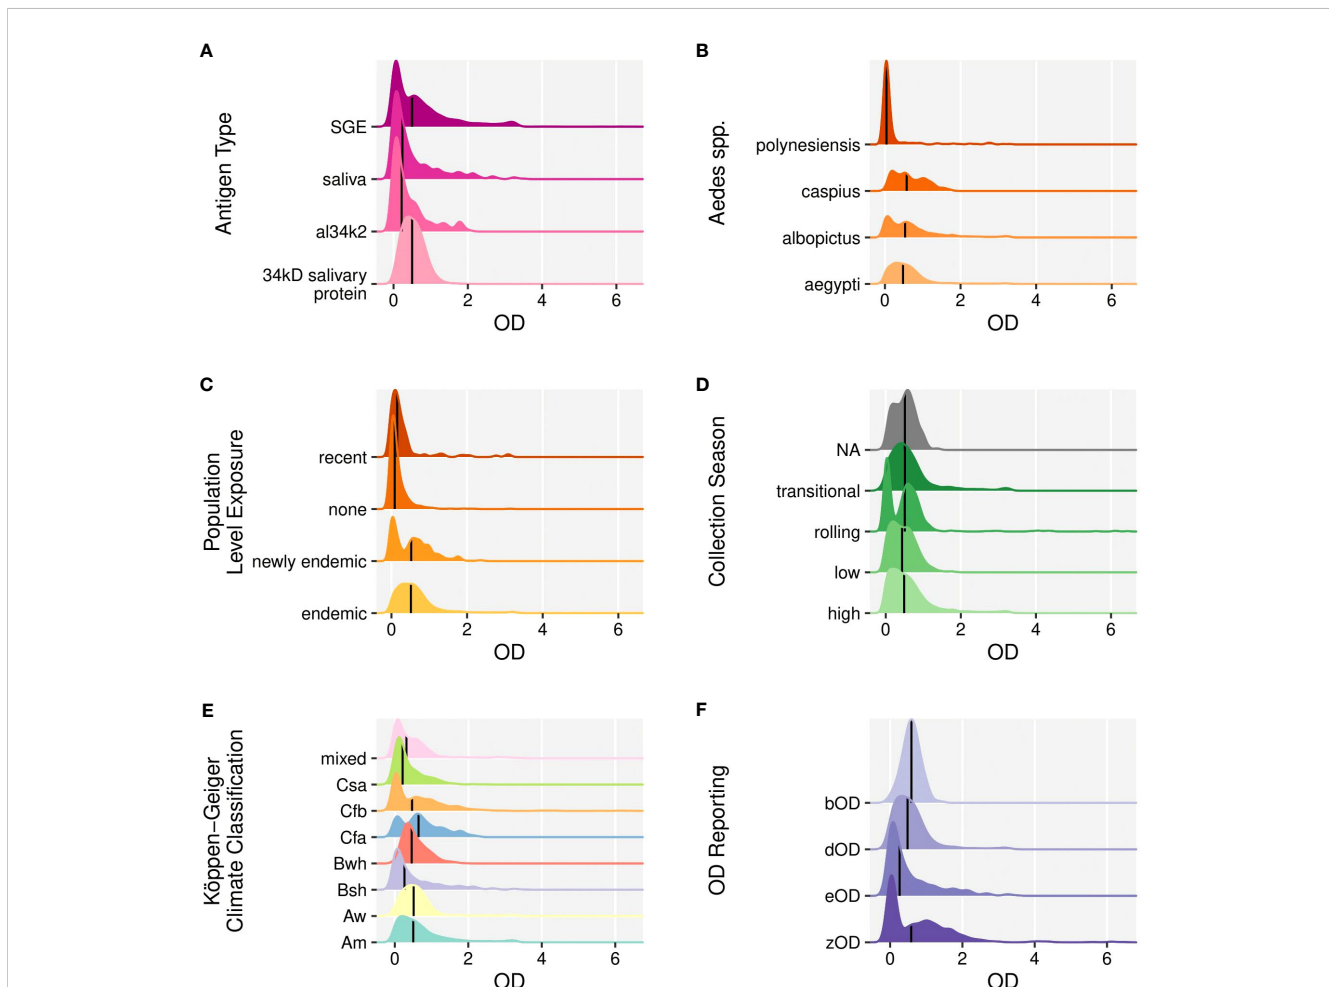 A
Antigen Type
SGE
saliva
al34k2
34kD salivary
protein
0 2 4 6
OD
B
Aedes spp.
polynesiensis
caspius
albopictus
aegypti
0 2 4 6
OD
C
Population
Level Exposure
recent
none
newly endemic
endemic
0 2 4 6
OD
D
Collection Season
NA
transitional
rolling
low
high
0 2 4 6
OD
E
Köppen−Geiger
Climate Classification
mixed
Csa
Cfb
Cfa
Bwh
Bsh
Aw
Am
0 2 4 6
OD
F
OD Reporting
bOD
dOD
eOD
zOD
0 2 4 6
OD